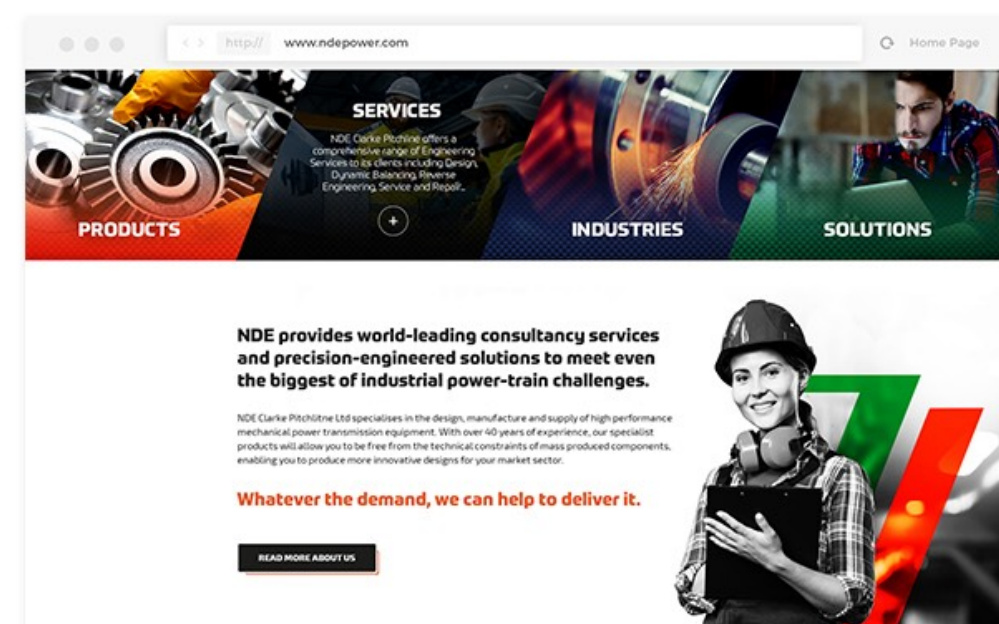 http://
www.ndepower.com
Home Page
SERVICES
NDE Clarke Pitchline offers a
comprehensive range of Engineering
Services to its clients including Design,
Dynamic Balancing, Reverse
Engineering, Service and Repair...
+
PRODUCTS
INDUSTRIES
SOLUTIONS
NDE provides world-leading consultancy services
and precision-engineered solutions to meet even
the biggest of industrial power-train challenges.
NDE Clarke Pitchlitne Ltd specialises in the design, manufacture and supply of high performance
mechanical power transmission equipment. With over 40 years of experience, our specialist
products will allow you to be free from the technical constraints of mass produced components,
enabling you to produce more innovative designs for your market sector.
Whatever the demand, we can help to deliver it.
READ MORE ABOUT US